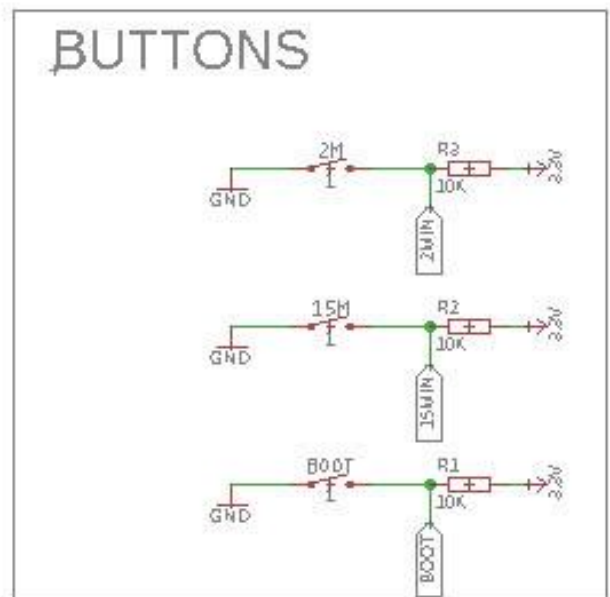 BUTTONS
2M
R3
GND
10K
3.3V
2MIN
15M
R2
GND
10K
3.3V
15MIN
BOOT
R1
GND
10K
3.3V
BOOT